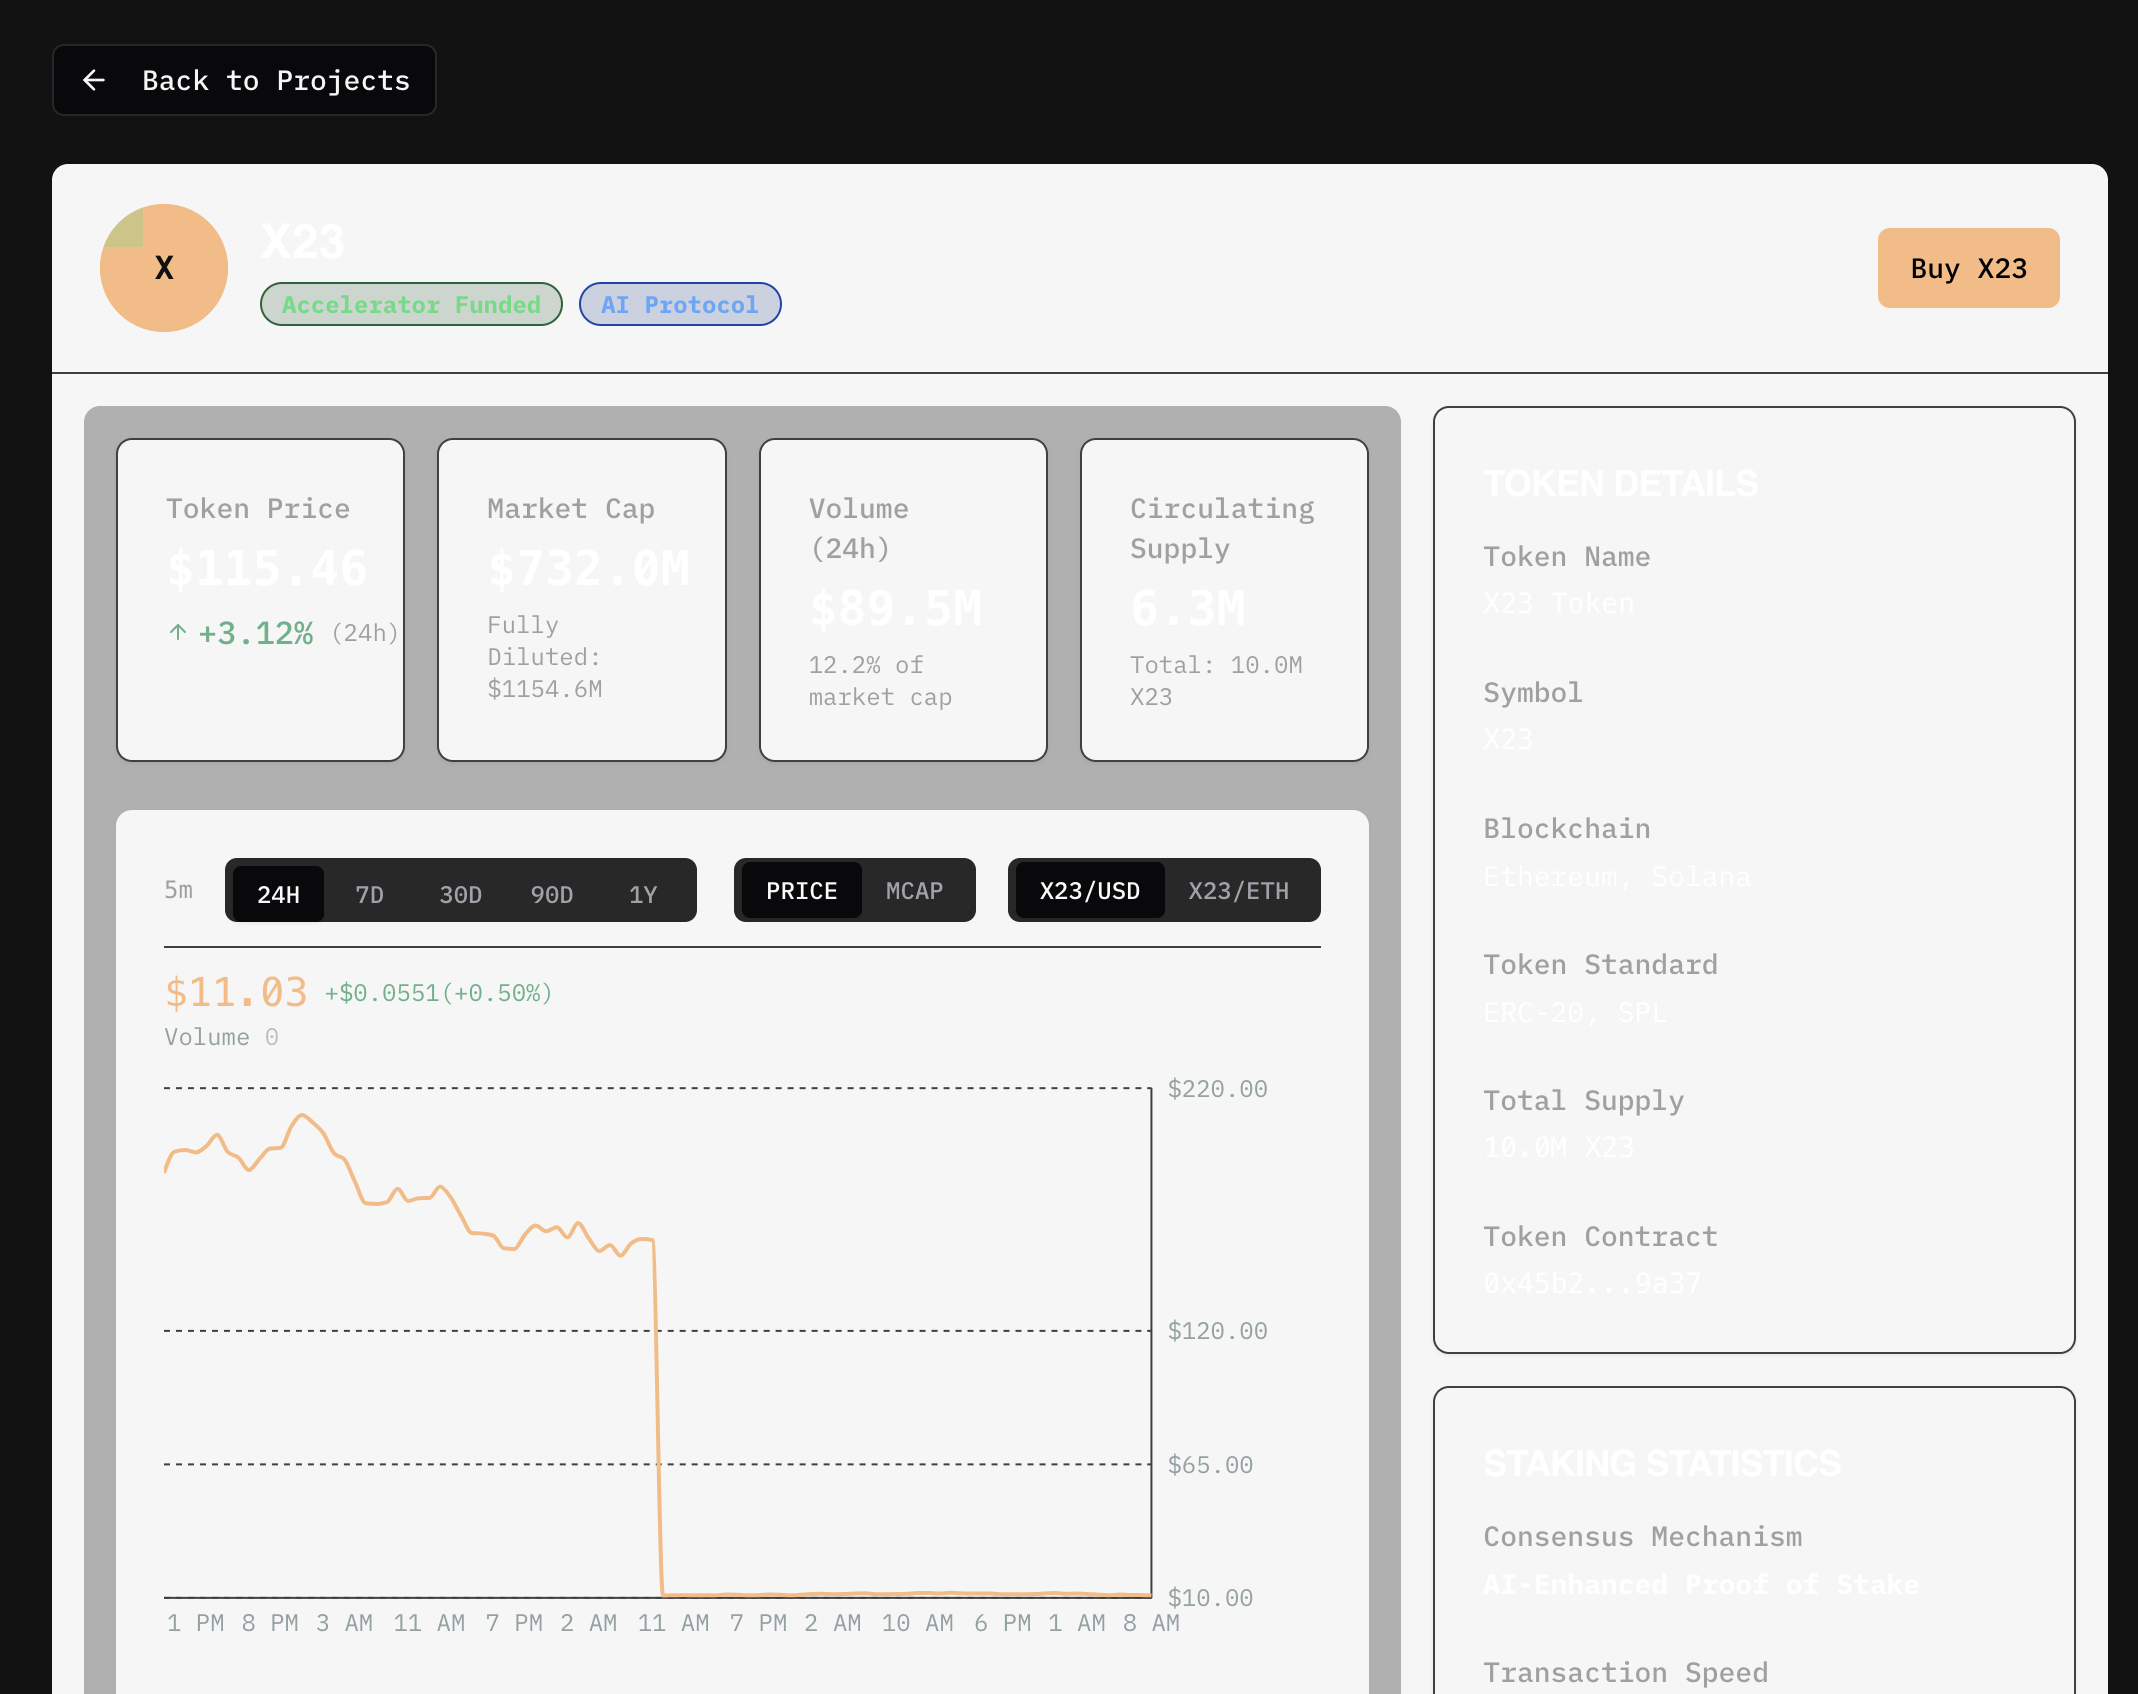 Back to Projects
X
X23
Accelerator Funded
AI Protocol
Buy X23
Token Price
$115.46
+3.12% (24h)
Market Cap
$732.0M
Fully
Diluted:
$1154.6M
Volume
(24h)
$89.5M
12.2% of
market cap
Circulating
Supply
6.3M
Total: 10.0M
X23
5m
24H 7D 30D 90D 1Y
PRICE MCAP
X23/USD X23/ETH
$11.03 +$0.0551(+0.50%)
Volume 0
$220.00
$120.00
$65.00
$10.00
1 PM 8 PM 3 AM 11 AM 7 PM 2 AM 11 AM 7 PM 2 AM 10 AM 6 PM 1 AM 8 AM
TOKEN DETAILS
Token Name
X23 Token
Symbol
X23
Blockchain
Ethereum, Solana
Token Standard
ERC-20, SPL
Total Supply
10.0M X23
Token Contract
0x45b2...9a37
STAKING STATISTICS
Consensus Mechanism
AI-Enhanced Proof of Stake
Transaction Speed